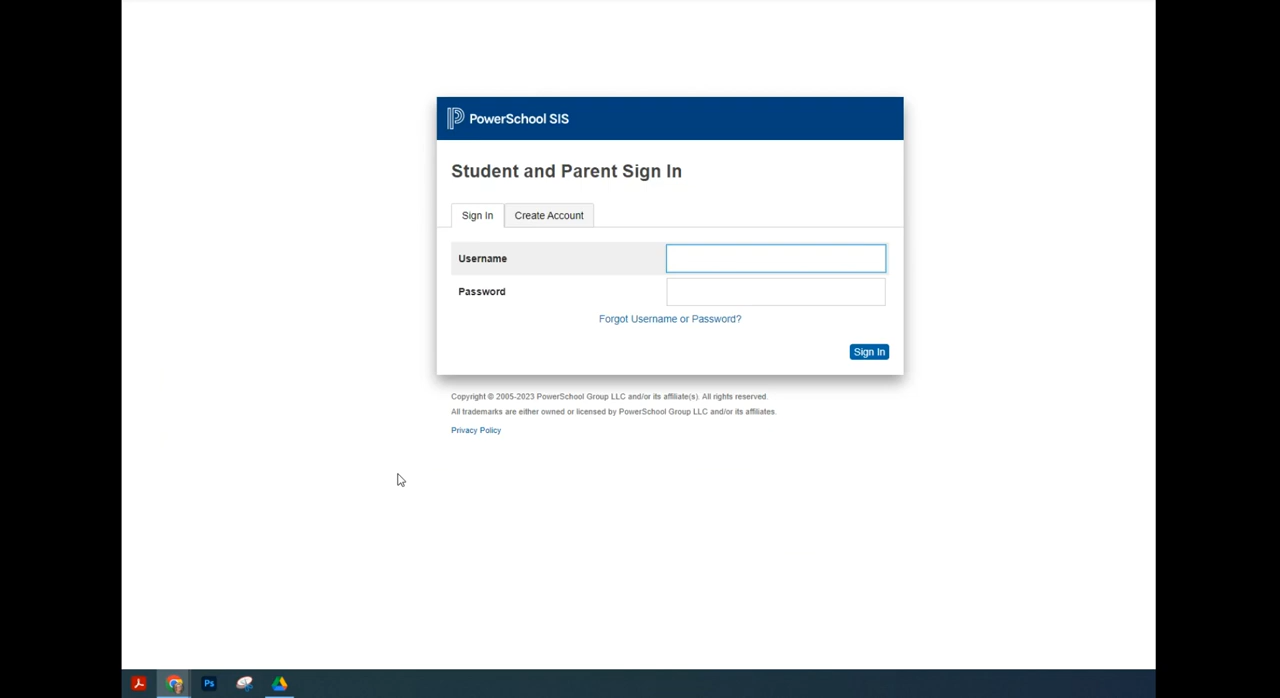 PowerSchool SIS
Student and Parent Sign In
Sign In
Create Account
Username
Password
Forgot Username or Password?
Sign In
Copyright © 2005-2023 PowerSchool Group LLC and/or its affiliate(s). All rights reserved.
All trademarks are either owned or licensed by PowerSchool Group LLC and/or its affiliates.
Privacy Policy
Ps